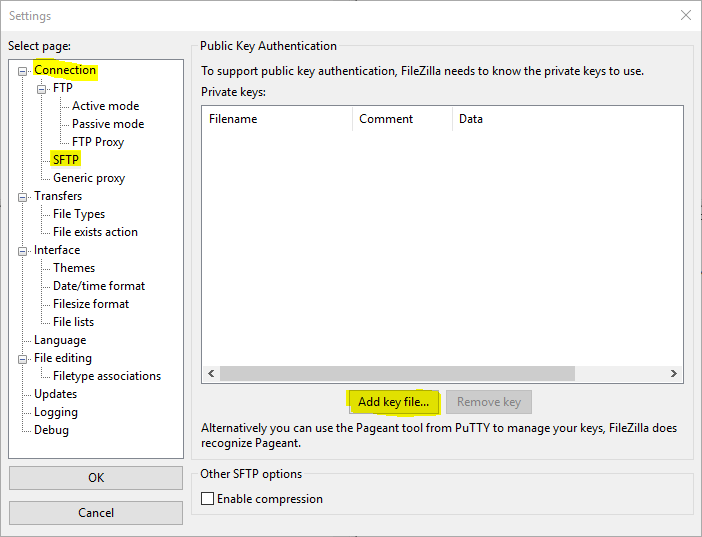 Settings
Select page:
Connection
FTP
Active mode
Passive mode
FTP Proxy
SFTP
Generic proxy
Transfers
File Types
File exists action
Interface
Themes
Date/time format
Filesize format
File lists
Language
File editing
Filetype associations
Updates
Logging
Debug
OK
Cancel
Public Key Authentication
To support public key authentication, FileZilla needs to know the private keys to use.
Private keys:
Filename Comment Data
Add key file... Remove key
Alternatively you can use the Pageant tool from PuTTY to manage your keys, FileZilla does
recognize Pageant.
Other SFTP options
Enable compression